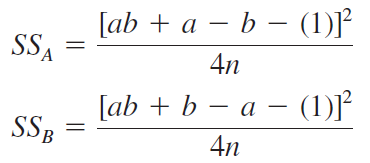 SS_A = [ab + a − b − (1)]² / 4n
SS_B = [ab + b − a − (1)]² / 4n